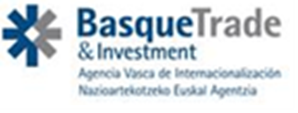 BasqueTrade
& Investment
Agencia Vasca de Internacionalización
Nazioartekotzeko Euskal Agentzia